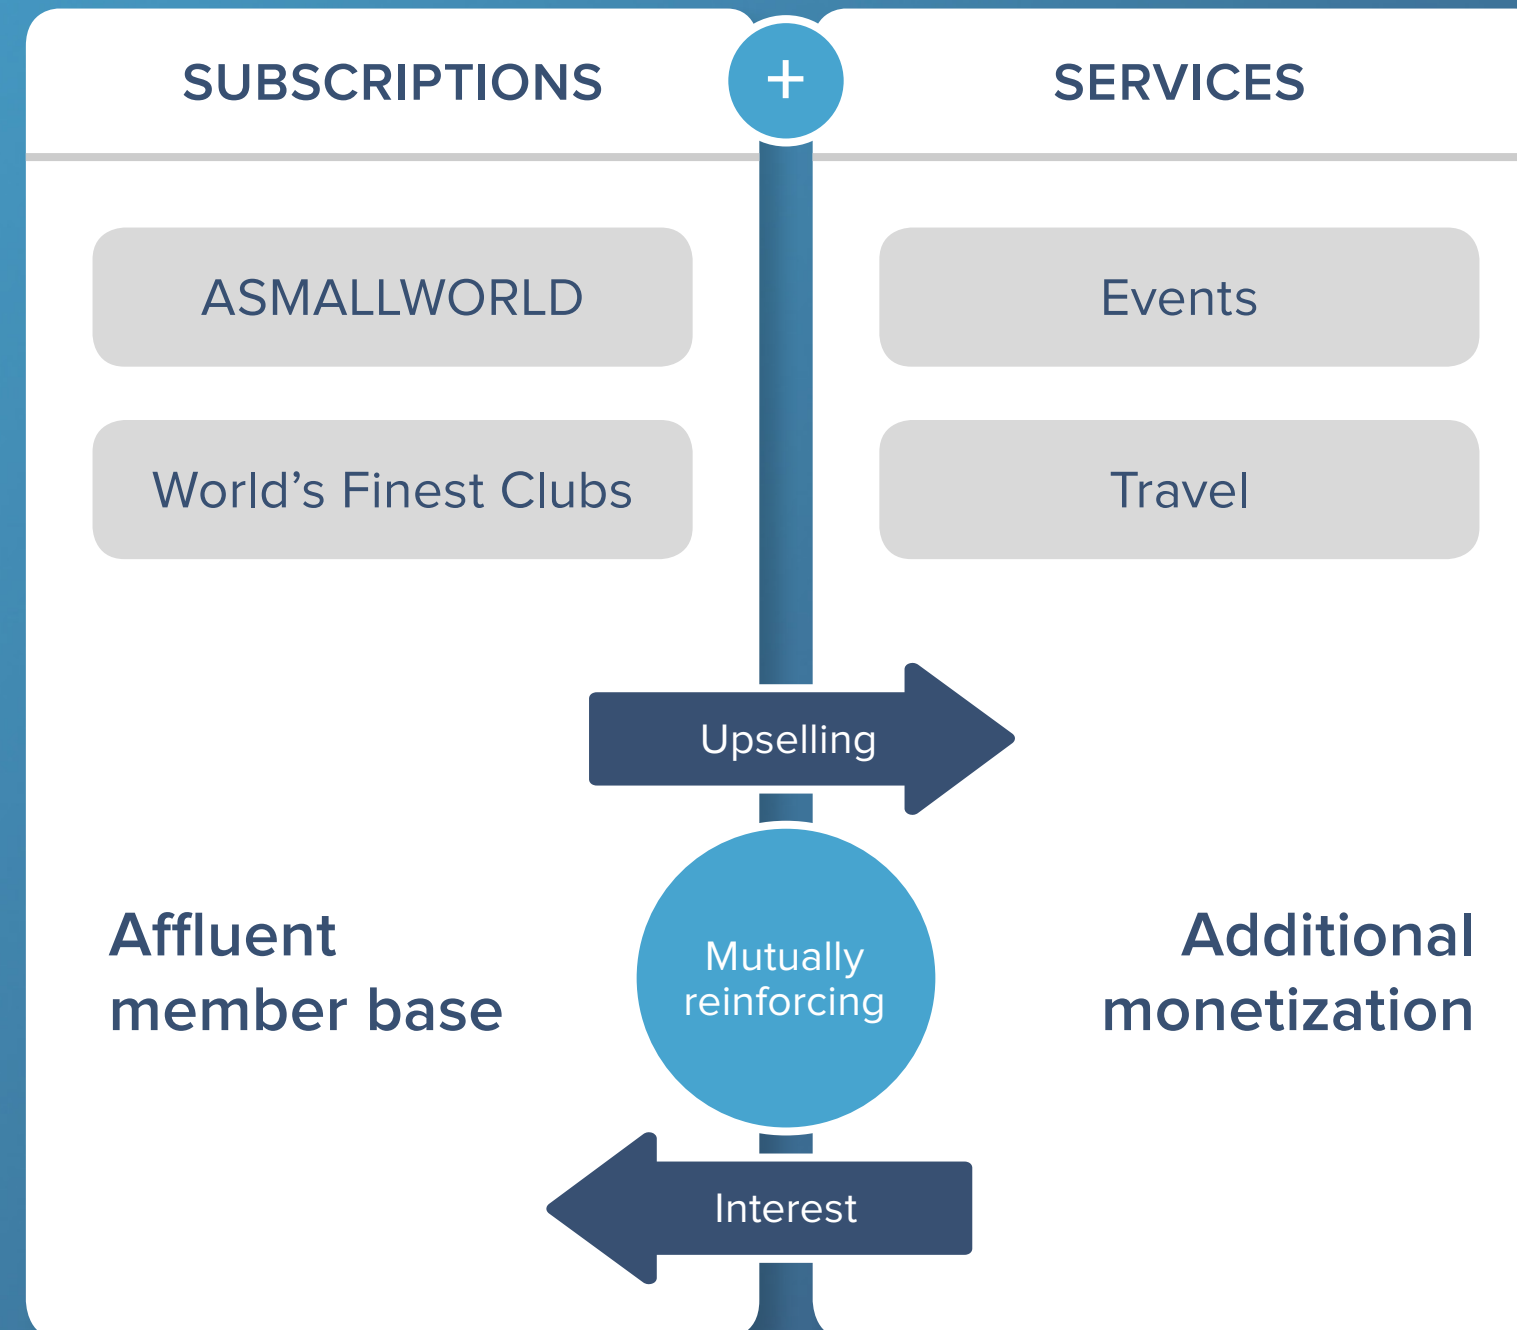 SUBSCRIPTIONS
+
SERVICES
ASMALLWORLD
Events
World’s Finest Clubs
Travel
Upselling
Affluent
member base
Mutually
reinforcing
Additional
monetization
Interest